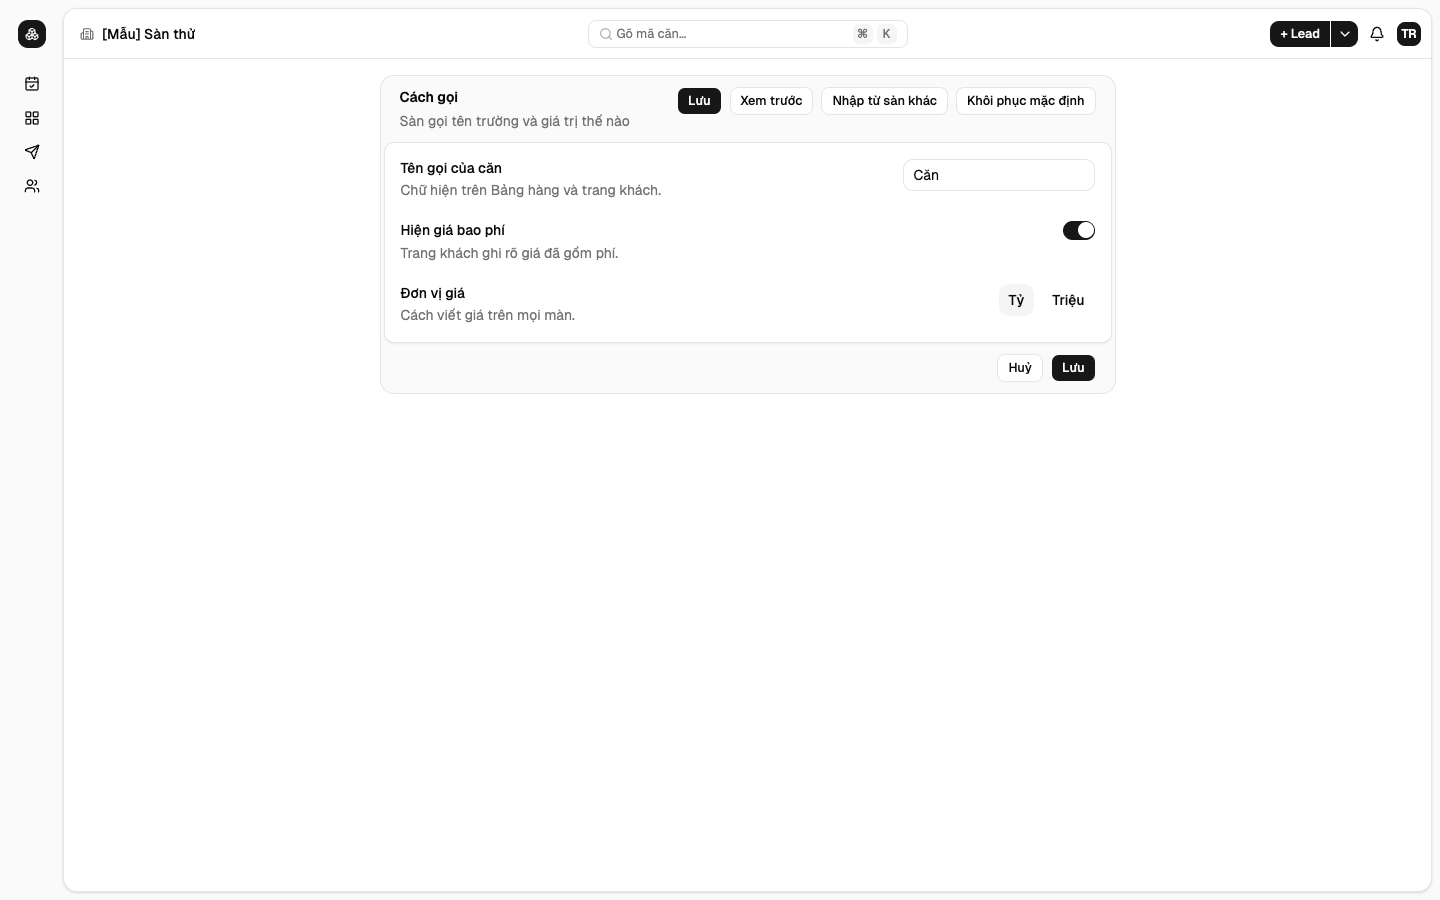 [Mẫu] Sàn thử
Gõ mã căn...
⌘ K
+ Lead
TR
Cách gọi
Sàn gọi tên trường và giá trị thế nào
Lưu
Xem trước
Nhập từ sàn khác
Khôi phục mặc định
Tên gọi của căn
Chữ hiện trên Bảng hàng và trang khách.
Căn
Hiện giá bao phí
Trang khách ghi rõ giá đã gồm phí.
Đơn vị giá
Cách viết giá trên mọi màn.
Tỷ
Triệu
Huỷ
Lưu